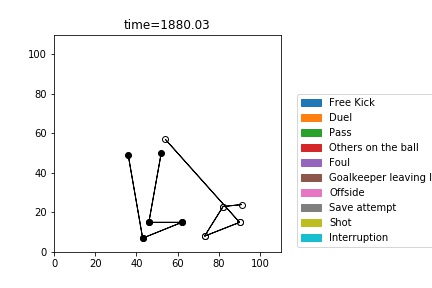 time=1880.03
100
80
60
40
20
0
0 20 40 60 80 100
Free Kick
Duel
Pass
Others on the ball
Foul
Goalkeeper leaving l
Offside
Save attempt
Shot
Interruption